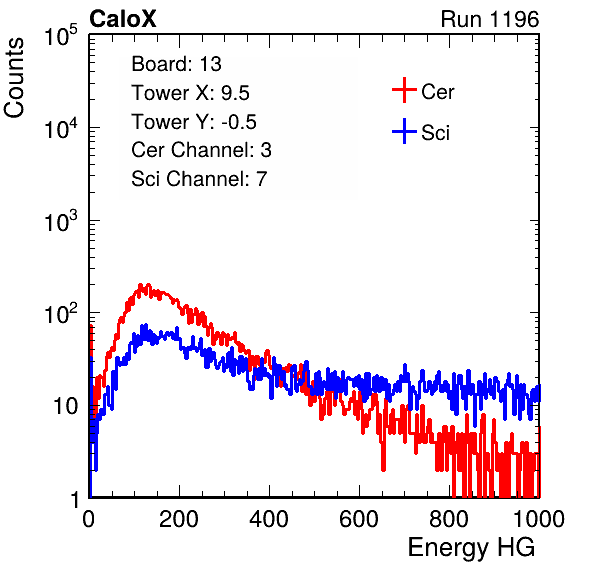 CaloX Run 1196
Counts
10^5
10^4
10^3
10^2
10
1
Board: 13
Tower X: 9.5
Tower Y: -0.5
Cer Channel: 3
Sci Channel: 7
Cer
Sci
0 200 400 600 800 1000
Energy HG